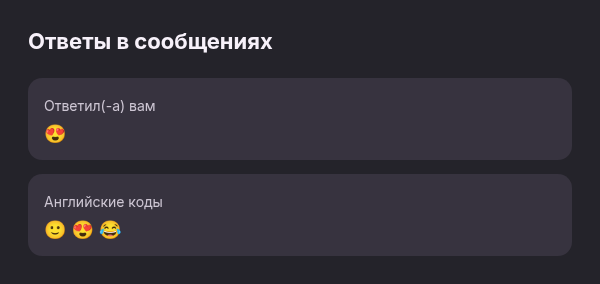 Ответы в сообщениях
Ответил(-а) вам
😍
Английские коды
🙂 😍 😂